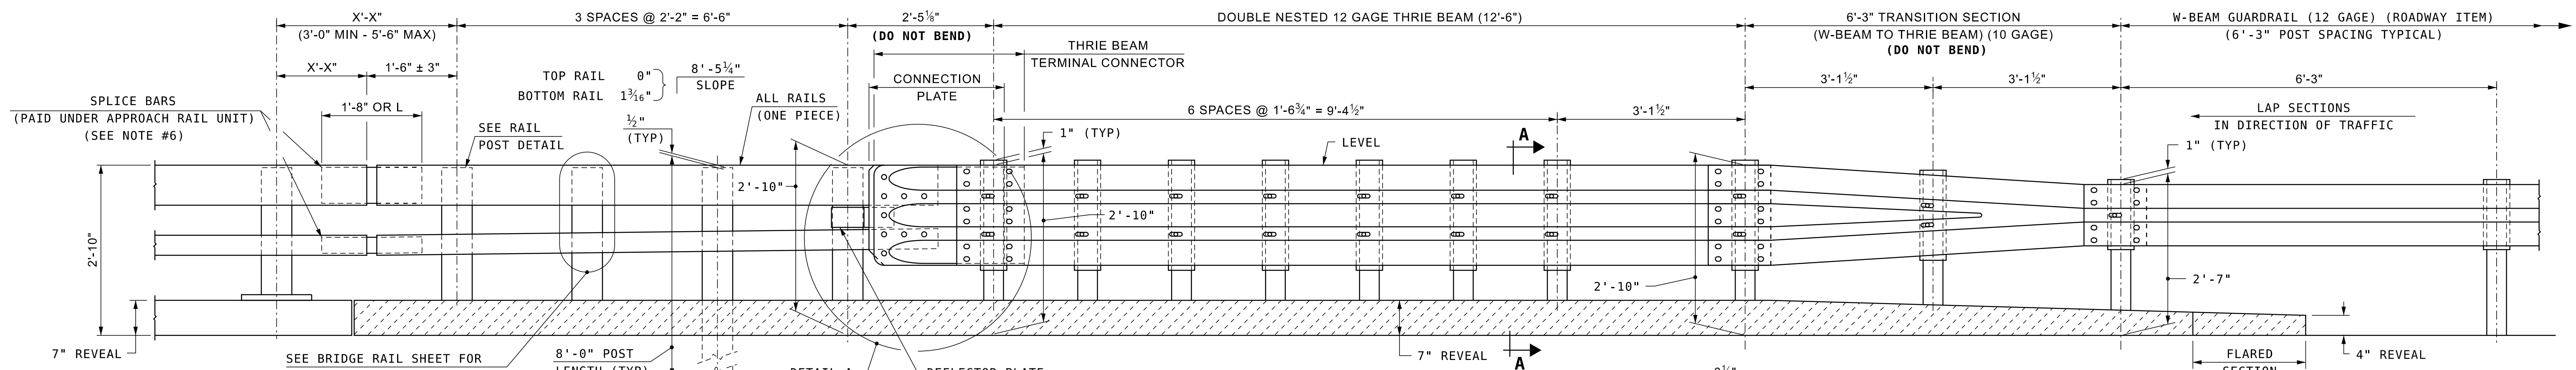 X'-X"
(3'-0" MIN - 5'-6" MAX)
3 SPACES @ 2'-2" = 6'-6"
2'-5⅛"
(DO NOT BEND)
DOUBLE NESTED 12 GAGE THRIE BEAM (12'-6")
6'-3" TRANSITION SECTION
(W-BEAM TO THRIE BEAM) (10 GAGE)
(DO NOT BEND)
W-BEAM GUARDRAIL (12 GAGE) (ROADWAY ITEM)
(6'-3" POST SPACING TYPICAL)
X'-X"
1'-6" ± 3"
THRIE BEAM
TERMINAL CONNECTOR
TOP RAIL 0"
BOTTOM RAIL 1³⁄₁₆"
8'-5¼"
SLOPE
CONNECTION
PLATE
3'-1½"
3'-1½"
6'-3"
SPLICE BARS
(PAID UNDER APPROACH RAIL UNIT)
(SEE NOTE #6)
1'-8" OR L
ALL RAILS
(ONE PIECE)
6 SPACES @ 1'-6¾" = 9'-4½"
3'-1½"
LAP SECTIONS
IN DIRECTION OF TRAFFIC
SEE RAIL
POST DETAIL
½"
(TYP)
1" (TYP)
A
LEVEL
1" (TYP)
2'-10"
2'-10"
2'-10"
2'-10"
2'-7"
7" REVEAL
SEE BRIDGE RAIL SHEET FOR
8'-0" POST
LENGTH (TYP)
DETAIL A
DEFLECTOR PLATE
7" REVEAL
A
FLARED
SECTION
4" REVEAL